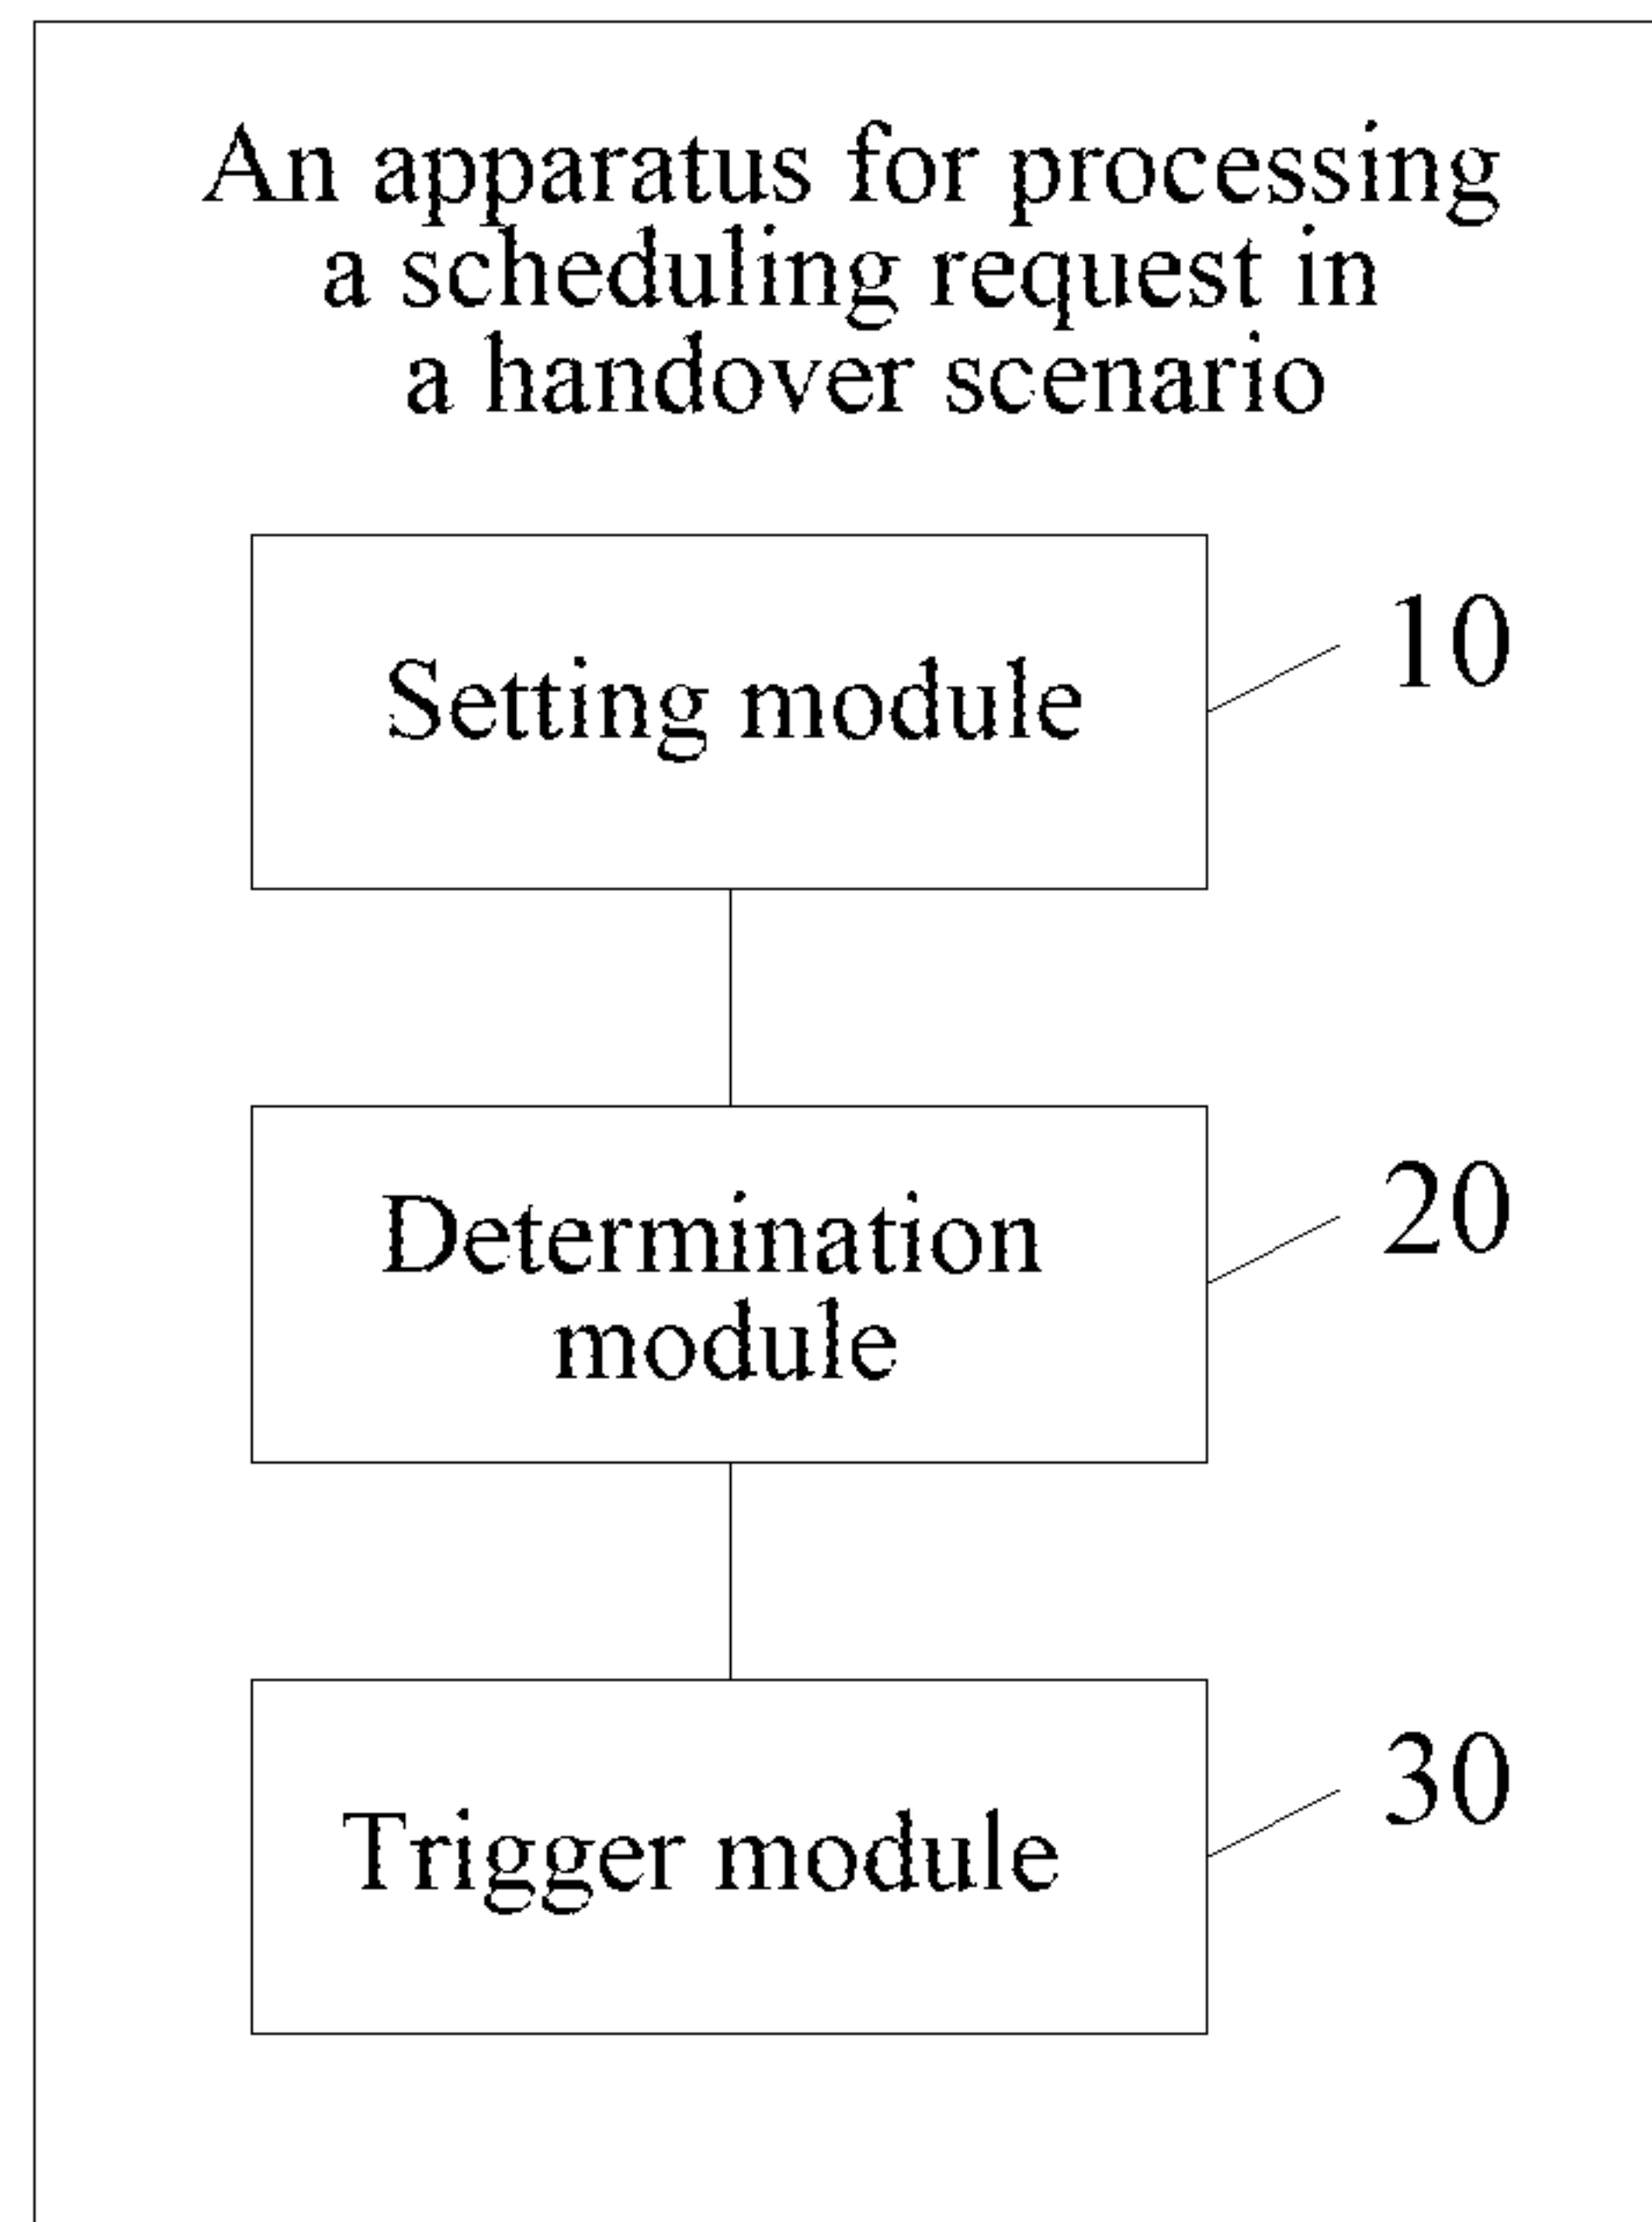 An apparatus for processing
a scheduling request in
a handover scenario
Setting module
10
Determination
module
20
Trigger module
30